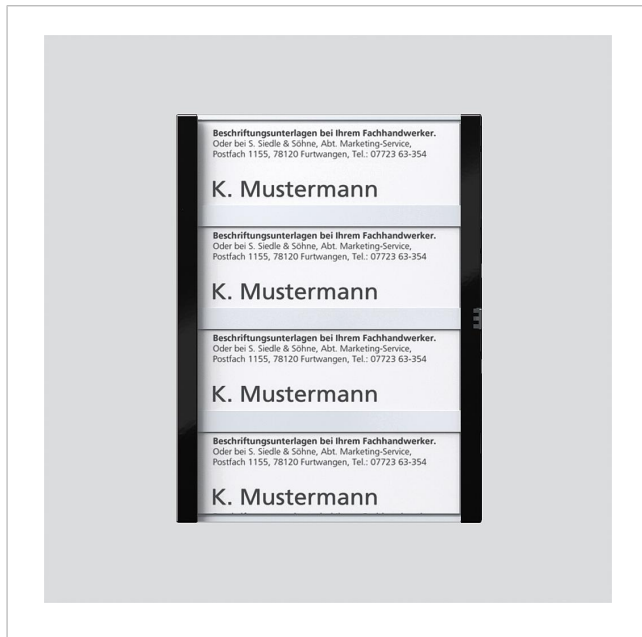 Beschriftungsunterlagen bei Ihrem Fachhandwerker.
Oder bei S. Siedle & Söhne, Abt. Marketing-Service,
Postfach 1155, 78120 Furtwangen, Tel.: 07723 63-354
K. Mustermann
Beschriftungsunterlagen bei Ihrem Fachhandwerker.
Oder bei S. Siedle & Söhne, Abt. Marketing-Service,
Postfach 1155, 78120 Furtwangen, Tel.: 07723 63-354
K. Mustermann
Beschriftungsunterlagen bei Ihrem Fachhandwerker.
Oder bei S. Siedle & Söhne, Abt. Marketing-Service,
Postfach 1155, 78120 Furtwangen, Tel.: 07723 63-354
K. Mustermann
Beschriftungsunterlagen bei Ihrem Fachhandwerker.
Oder bei S. Siedle & Söhne, Abt. Marketing-Service,
Postfach 1155, 78120 Furtwangen, Tel.: 07723 63-354
K. Mustermann